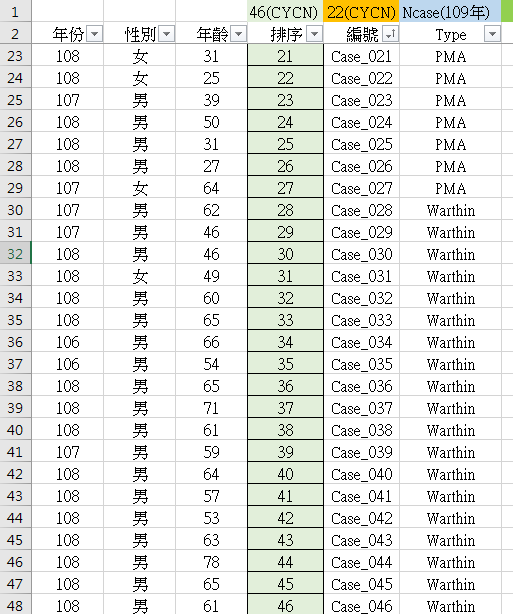 1 46(CYCN) 22(CYCN) Ncase(109年)
2 年份 性別 年齡 排序 編號 Type
23 108 女 31 21 Case_021 PMA
24 108 女 25 22 Case_022 PMA
25 107 男 39 23 Case_023 PMA
26 108 男 50 24 Case_024 PMA
27 108 男 31 25 Case_025 PMA
28 108 男 27 26 Case_026 PMA
29 107 女 64 27 Case_027 PMA
30 107 男 62 28 Case_028 Warthin
31 107 男 46 29 Case_029 Warthin
32 108 男 46 30 Case_030 Warthin
33 108 女 49 31 Case_031 Warthin
34 108 男 60 32 Case_032 Warthin
35 108 男 65 33 Case_033 Warthin
36 106 男 66 34 Case_034 Warthin
37 106 男 54 35 Case_035 Warthin
38 108 男 65 36 Case_036 Warthin
39 108 男 71 37 Case_037 Warthin
40 108 男 61 38 Case_038 Warthin
41 107 男 59 39 Case_039 Warthin
42 108 男 64 40 Case_040 Warthin
43 108 男 57 41 Case_041 Warthin
44 108 男 53 42 Case_042 Warthin
45 108 男 63 43 Case_043 Warthin
46 108 男 78 44 Case_044 Warthin
47 108 男 65 45 Case_045 Warthin
48 108 男 61 46 Case_046 Warthin